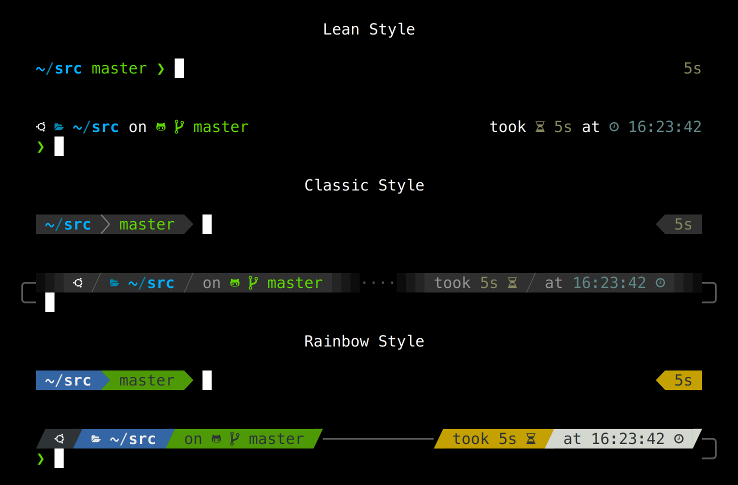 Lean Style
~/src master ❯ 5s
~/src on master took 5s at 16:23:42
❯
Classic Style
~/src master 5s
~/src on master ···· took 5s at 16:23:42
Rainbow Style
~/src master 5s
~/src on master took 5s at 16:23:42
❯